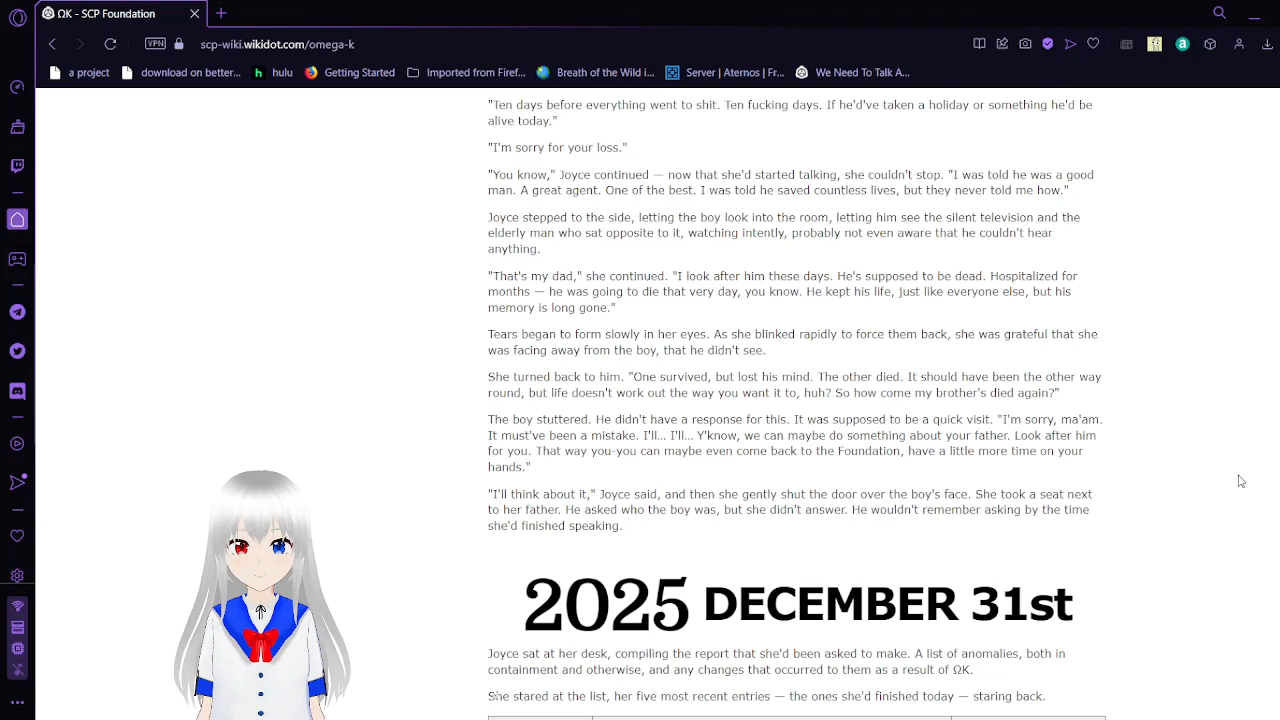 ΩK - SCP Foundation
VPN
scp-wiki.wikidot.com/omega-k
a project
download on better...
hulu
Getting Started
Imported from Firef...
Breath of the Wild i...
Server | Aternos | Fr...
We Need To Talk A...
"Ten days before everything went to shit. Ten fucking days. If he'd've taken a holiday or something he'd be
alive today."
"I'm sorry for your loss."
"You know," Joyce continued — now that she'd started talking, she couldn't stop. "I was told he was a good
man. A great agent. One of the best. I was told he saved countless lives, but they never told me how."
Joyce stepped to the side, letting the boy look into the room, letting him see the silent television and the
elderly man who sat opposite to it, watching intently, probably not even aware that he couldn't hear
anything.
"That's my dad," she continued. "I look after him these days. He's supposed to be dead. Hospitalized for
months — he was going to die that very day, you know. He kept his life, just like everyone else, but his
memory is long gone."
Tears began to form slowly in her eyes. As she blinked rapidly to force them back, she was grateful that she
was facing away from the boy, that he didn't see.
She turned back to him. "One survived, but lost his mind. The other died. It should have been the other way
round, but life doesn't work out the way you want it to, huh? So how come my brother's died again?"
The boy stuttered. He didn't have a response for this. It was supposed to be a quick visit. "I'm sorry, ma'am.
It must've been a mistake. I'll... I'll... Y'know, we can maybe do something about your father. Look after him
for you. That way you-you can maybe even come back to the Foundation, have a little more time on your
hands."
"I'll think about it," Joyce said, and then she gently shut the door over the boy's face. She took a seat next
to her father. He asked who the boy was, but she didn't answer. He wouldn't remember asking by the time
she'd finished speaking.
2025 DECEMBER 31st
Joyce sat at her desk, compiling the report that she'd been asked to make. A list of anomalies, both in
containment and otherwise, and any changes that occurred to them as a result of ΩK.
She stared at the list, her five most recent entries — the ones she'd finished today — staring back.